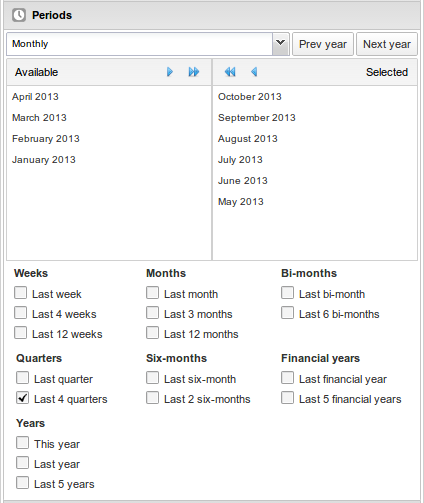 Periods
Monthly Prev year Next year
Available Selected
April 2013 October 2013
March 2013 September 2013
February 2013 August 2013
January 2013 July 2013
June 2013
May 2013
Weeks Months Bi-months
Last week Last month Last bi-month
Last 4 weeks Last 3 months Last 6 bi-months
Last 12 weeks Last 12 months
Quarters Six-months Financial years
Last quarter Last six-month Last financial year
Last 4 quarters Last 2 six-months Last 5 financial years
Years
This year
Last year
Last 5 years